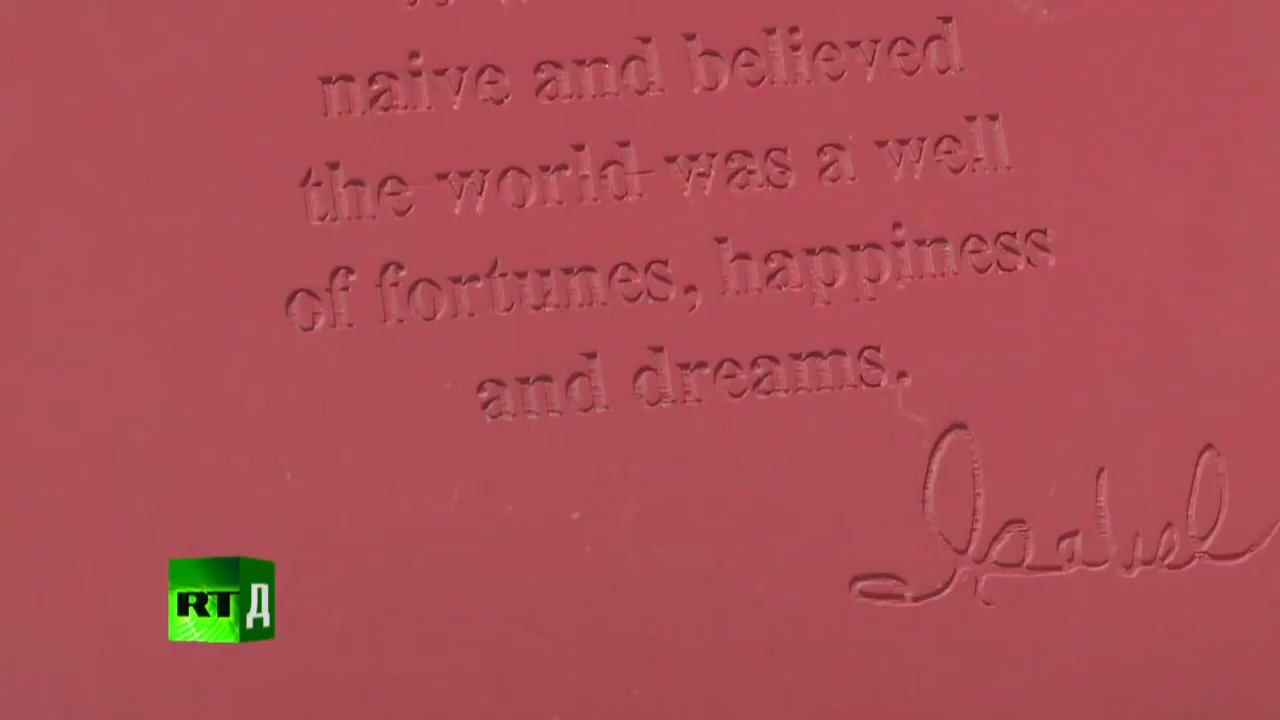 naive and believed
the world was a well
of fortunes, happiness
and dreams.
Isabel
RT Д